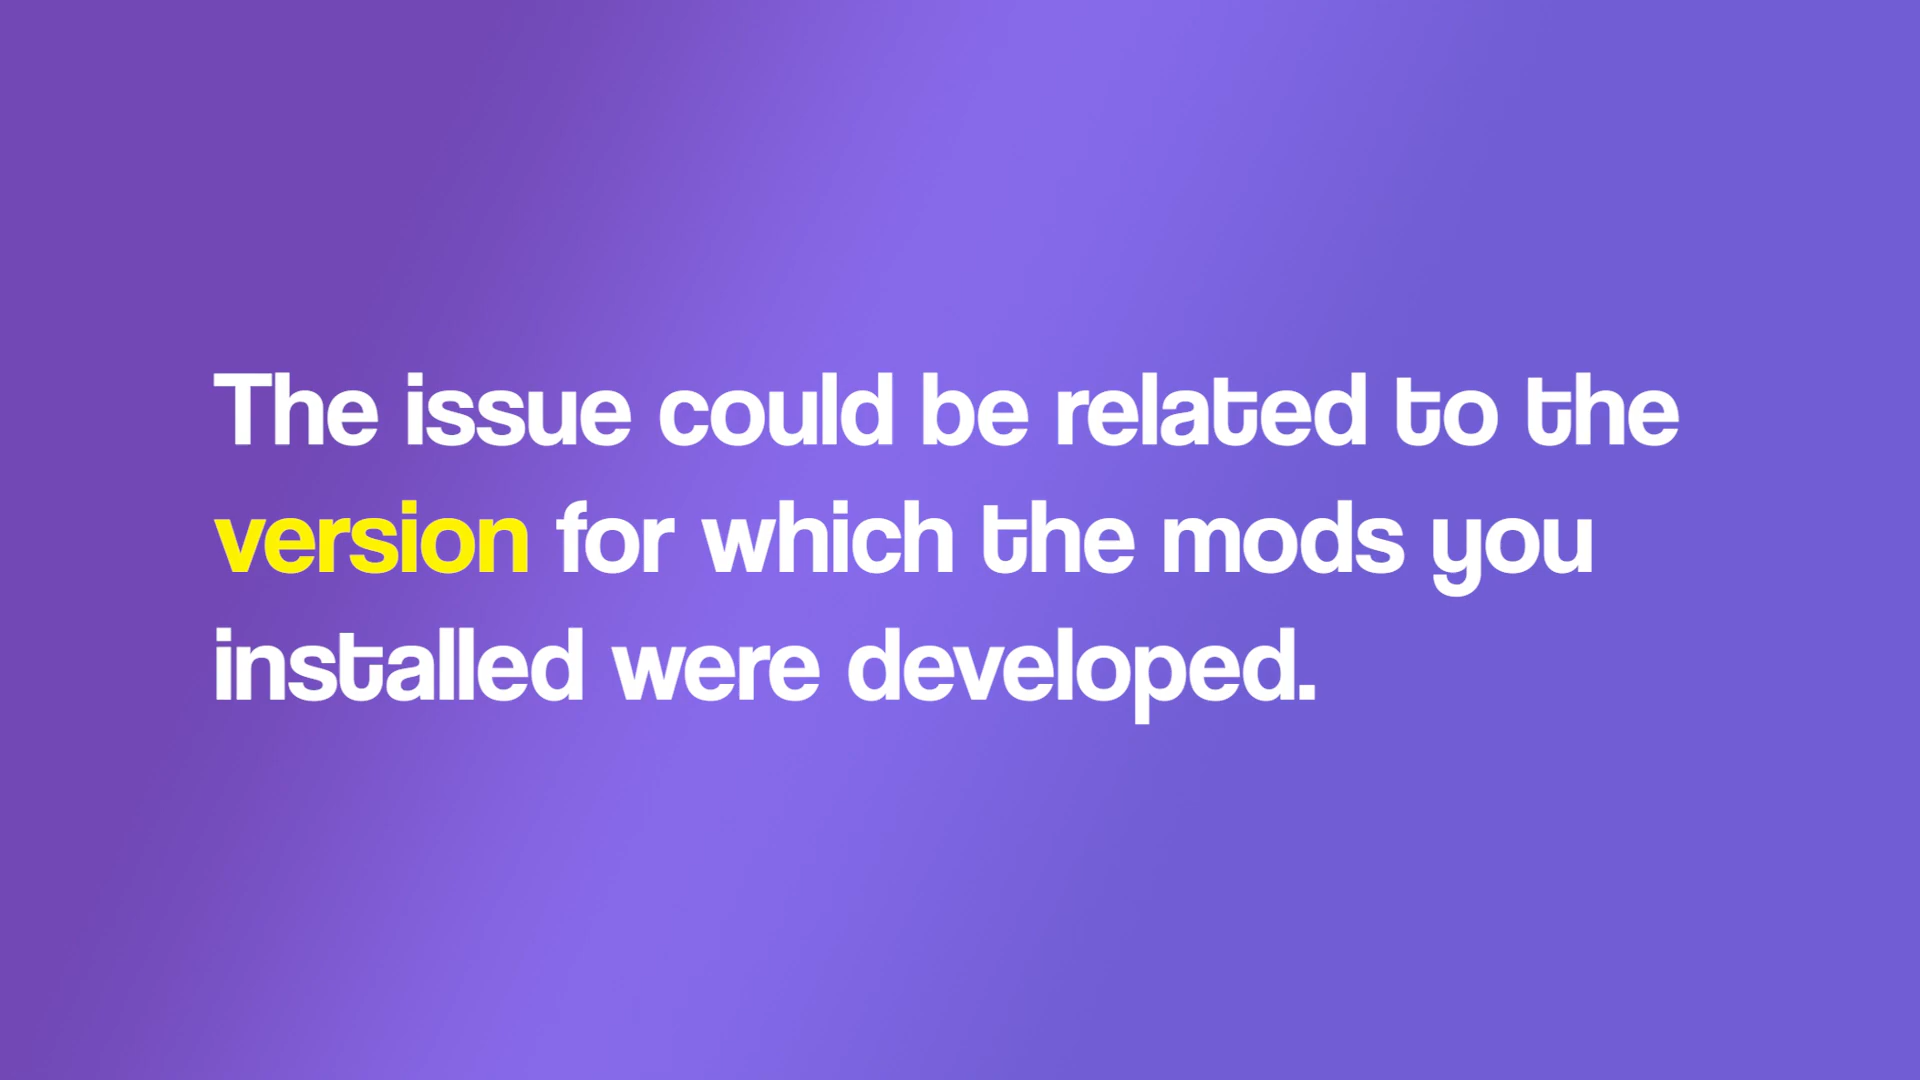 The issue could be related to the
version for which the mods you
installed were developed.